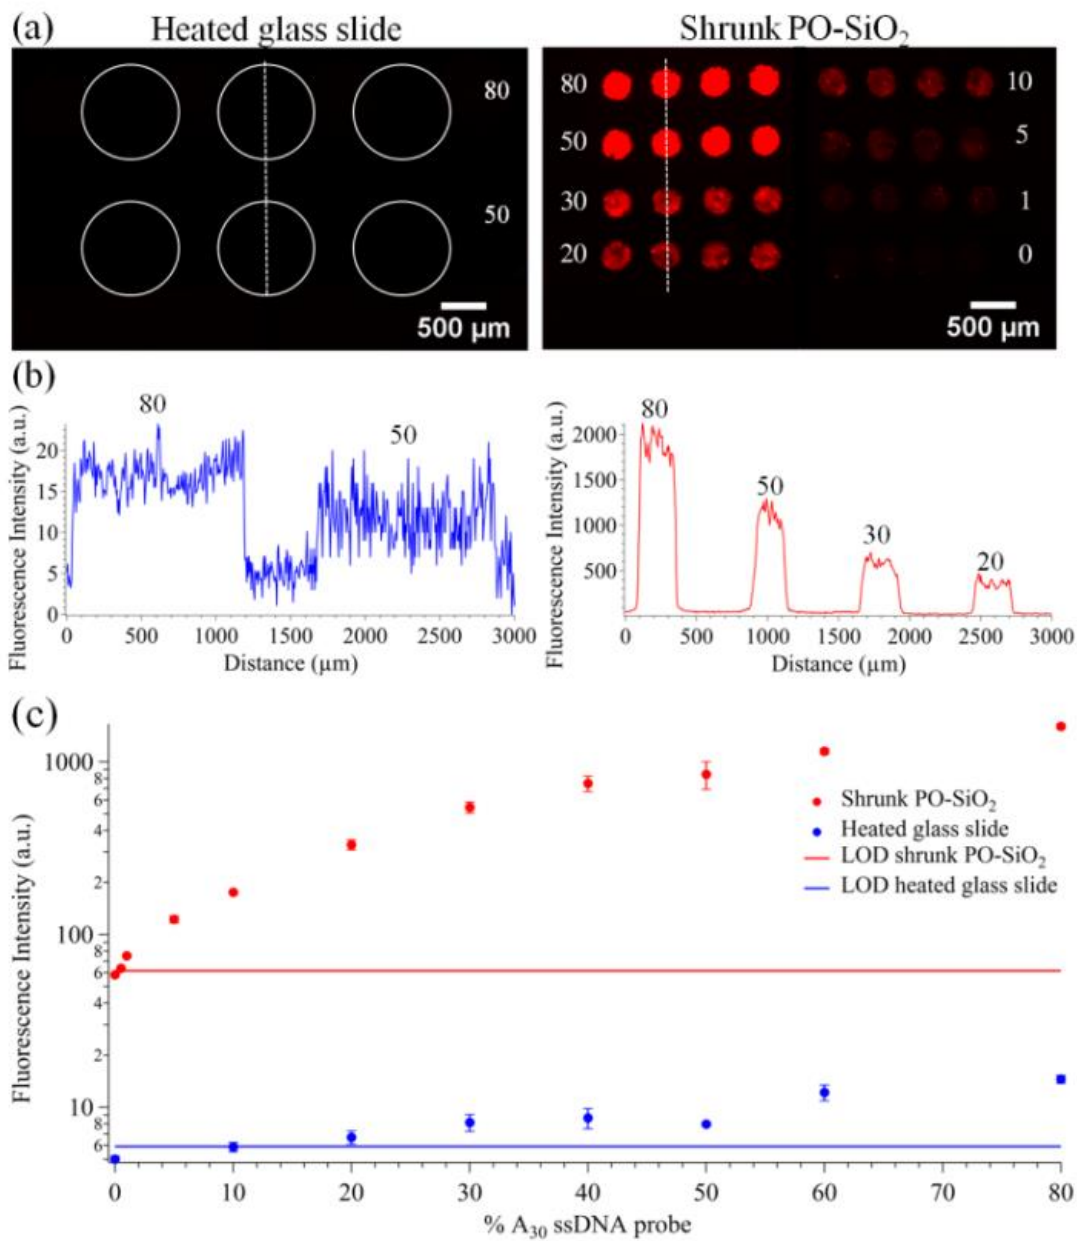 (a)
Heated glass slide
Shrunk PO-SiO2
80
50
500 µm
80
50
30
20
10
5
1
0
500 µm
(b)
Fluorescence Intensity (a.u.)
20
15
10
5
0
80
50
0 500 1000 1500 2000 2500 3000
Distance (µm)
Fluorescence Intensity (a.u.)
2000
1500
1000
500
80
50
30
20
0 500 1000 1500 2000 2500 3000
Distance (µm)
(c)
Fluorescence Intensity (a.u.)
1000
8
6
4
2
100
8
6
4
2
10
8
6
Shrunk PO-SiO2
Heated glass slide
LOD shrunk PO-SiO2
LOD heated glass slide
0 10 20 30 40 50 60 70 80
% A30 ssDNA probe